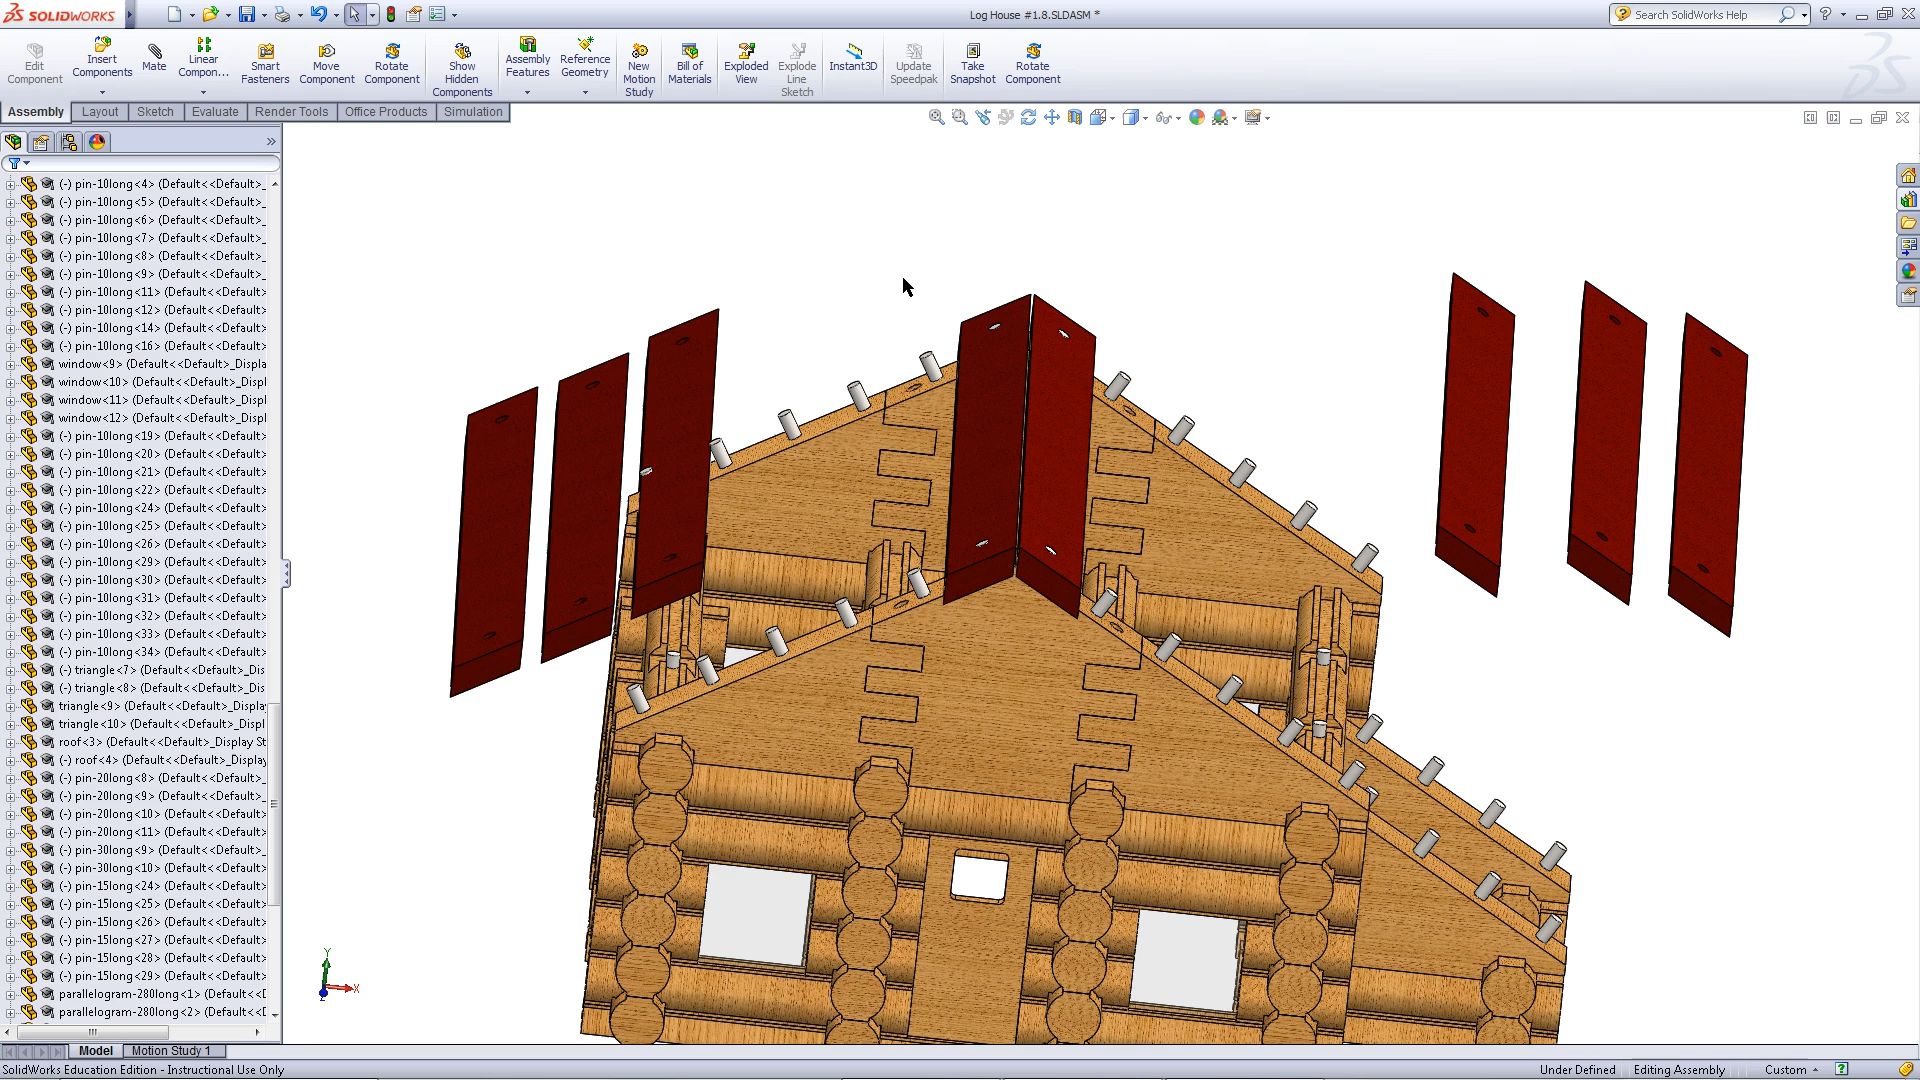 SOLIDWORKS
Log House #1.8.SLDASM *
Search SolidWorks Help
Edit Component
Insert Components
Mate
Linear Compon...
Smart Fasteners
Move Component
Rotate Component
Show Hidden Components
Assembly Features
Reference Geometry
New Motion Study
Bill of Materials
Exploded View
Explode Line Sketch
Instant3D
Update Speedpak
Take Snapshot
Rotate Component
Assembly Layout Sketch Evaluate Render Tools Office Products Simulation
(-) pin-10long<4> (Default<<Default>_
(-) pin-10long<5> (Default<<Default>_
(-) pin-10long<6> (Default<<Default>_
(-) pin-10long<7> (Default<<Default>_
(-) pin-10long<8> (Default<<Default>_
(-) pin-10long<9> (Default<<Default>_
(-) pin-10long<11> (Default<<Default>
(-) pin-10long<12> (Default<<Default>
(-) pin-10long<14> (Default<<Default>
(-) pin-10long<16> (Default<<Default>
window<9> (Default<<Default>_Displa
window<10> (Default<<Default>_Displ
window<11> (Default<<Default>_Displ
window<12> (Default<<Default>_Displ
(-) pin-10long<19> (Default<<Default>
(-) pin-10long<20> (Default<<Default>
(-) pin-10long<21> (Default<<Default>
(-) pin-10long<22> (Default<<Default>
(-) pin-10long<24> (Default<<Default>
(-) pin-10long<25> (Default<<Default>
(-) pin-10long<26> (Default<<Default>
(-) pin-10long<29> (Default<<Default>
(-) pin-10long<30> (Default<<Default>
(-) pin-10long<31> (Default<<Default>
(-) pin-10long<32> (Default<<Default>
(-) pin-10long<33> (Default<<Default>
(-) pin-10long<34> (Default<<Default>
(-) triangle<7> (Default<<Default>_Dis
(-) triangle<8> (Default<<Default>_Dis
triangle<9> (Default<<Default>_Displa
triangle<10> (Default<<Default>_Displ
roof<3> (Default<<Default>_Display St
(-) roof<4> (Default<<Default>_Display
(-) pin-20long<8> (Default<<Default>_
(-) pin-20long<9> (Default<<Default>_
(-) pin-20long<10> (Default<<Default>
(-) pin-20long<11> (Default<<Default>
(-) pin-30long<9> (Default<<Default>_
(-) pin-30long<10> (Default<<Default>
(-) pin-15long<24> (Default<<Default>
(-) pin-15long<25> (Default<<Default>
(-) pin-15long<26> (Default<<Default>
(-) pin-15long<27> (Default<<Default>
(-) pin-15long<28> (Default<<Default>
(-) pin-15long<29> (Default<<Default>
parallelogram-280long<1> (Default<<D
parallelogram-280long<2> (Default<<D
Y
X
Z
Model Motion Study 1
SolidWorks Education Edition - Instructional Use Only
Under Defined Editing Assembly Custom